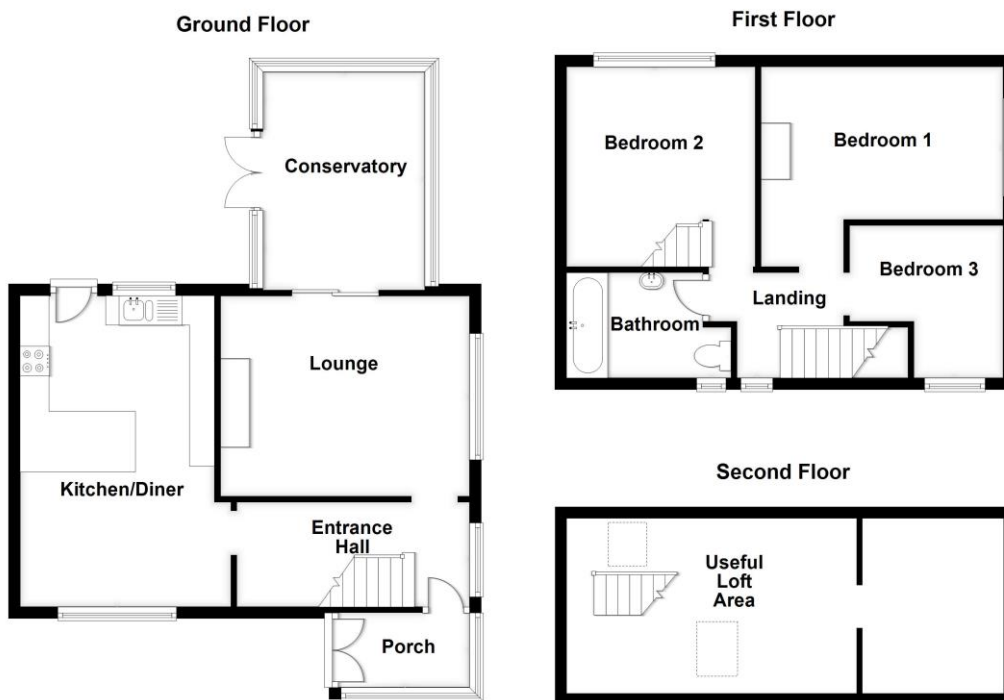 Ground Floor
Conservatory
Lounge
Kitchen/Diner
Entrance
Hall
Porch
First Floor
Bedroom 2
Bedroom 1
Bedroom 3
Landing
Bathroom
Second Floor
Useful
Loft
Area